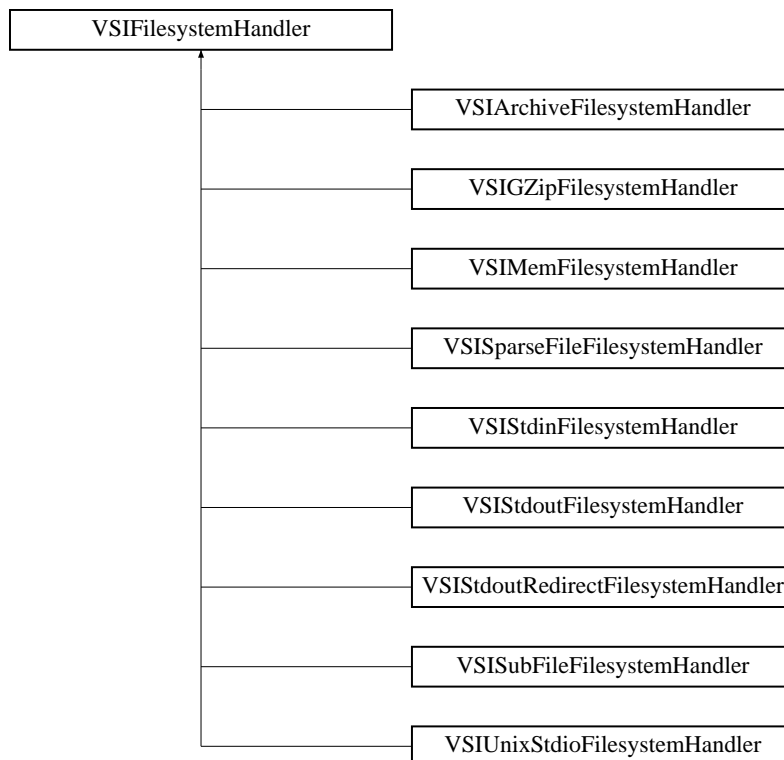 VSIFilesystemHandler
VSIArchiveFilesystemHandler
VSIGZipFilesystemHandler
VSIMemFilesystemHandler
VSISparseFileFilesystemHandler
VSIStdinFilesystemHandler
VSIStdoutFilesystemHandler
VSIStdoutRedirectFilesystemHandler
VSISubFileFilesystemHandler
VSIUnixStdioFilesystemHandler